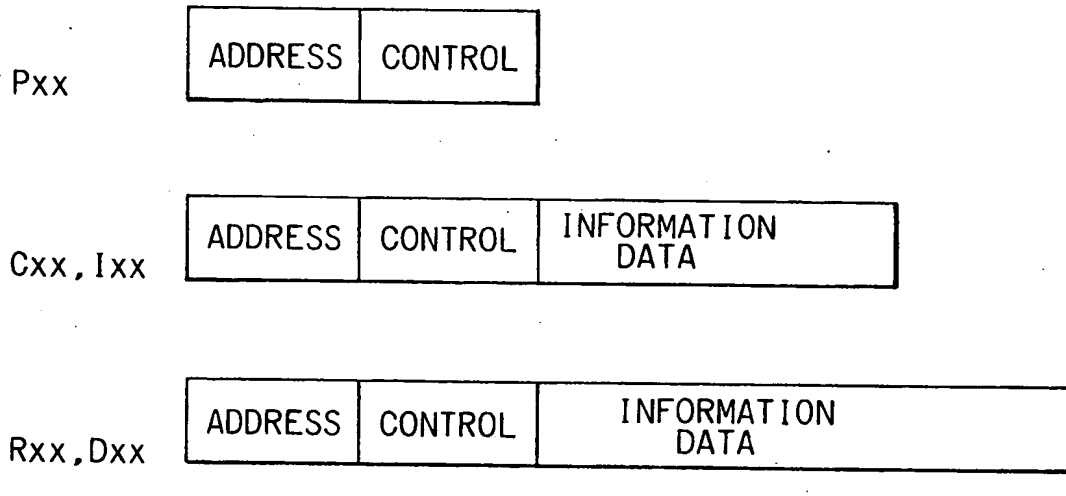 Pxx ADDRESS CONTROL
Cxx, Ixx ADDRESS CONTROL INFORMATION
DATA
Rxx, Dxx ADDRESS CONTROL INFORMATION
DATA